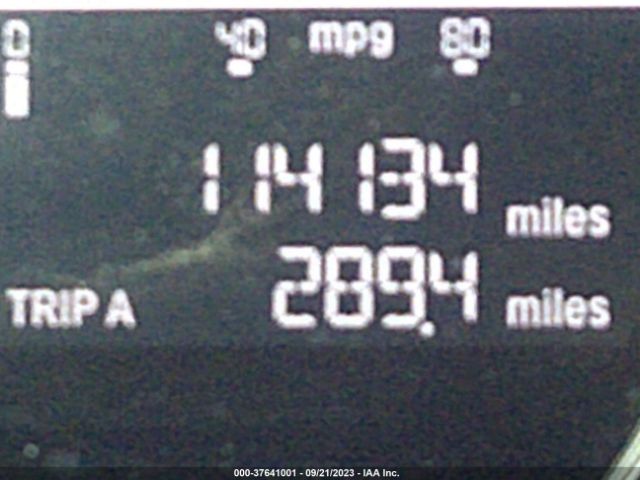 0 40 mpg 80
114134 miles
TRIP A 289.4 miles
000-37641001 - 09/21/2023 - IAA Inc.